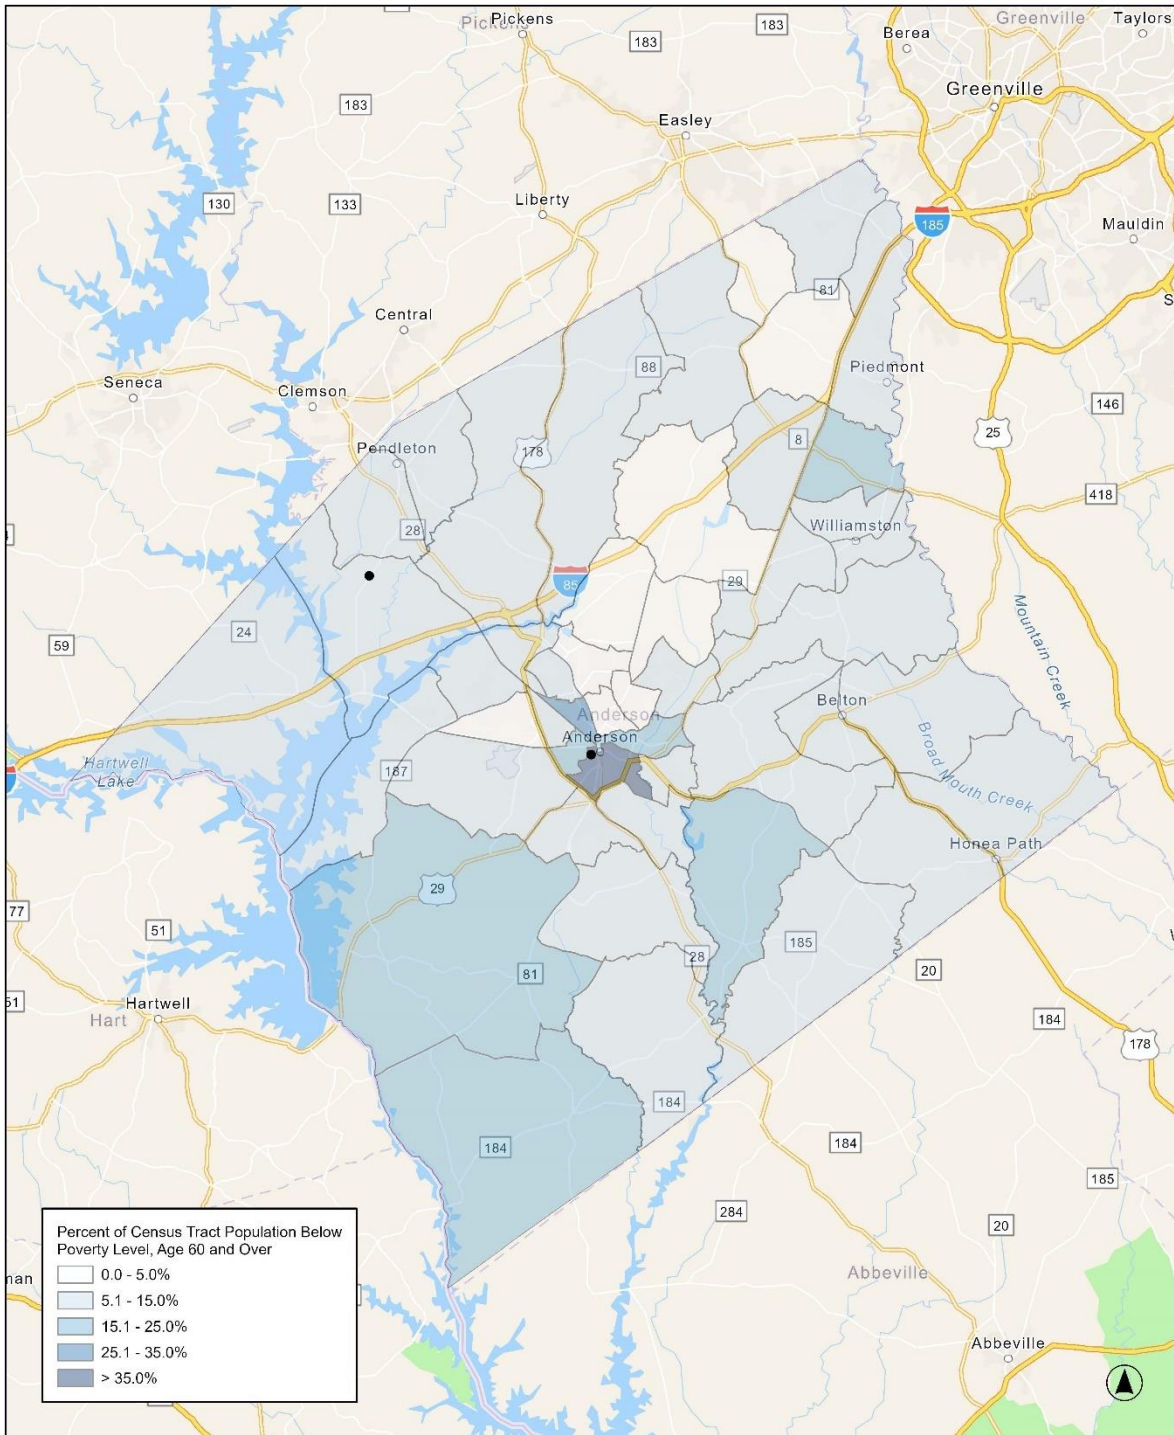 Pickens
Pickens
183
183
Greenville
Taylors
Berea
Greenville
183
Easley
130
133
Liberty
185
Mauldin
S
81
Central
88
Piedmont
Seneca
Clemson
146
25
8
178
Pendleton
418
28
Williamston
85
29
24
59
Mountain Creek
Belton
Anderson
Anderson
Broad Mouth Creek
Hartwell
Lake
187
Honea Path
29
77
51
185
28
20
81
51
Hartwell
Hart
184
178
184
184
184
185
284
20
man
Abbeville
Abbeville
Percent of Census Tract Population Below
Poverty Level, Age 60 and Over
0.0 - 5.0%
5.1 - 15.0%
15.1 - 25.0%
25.1 - 35.0%
> 35.0%